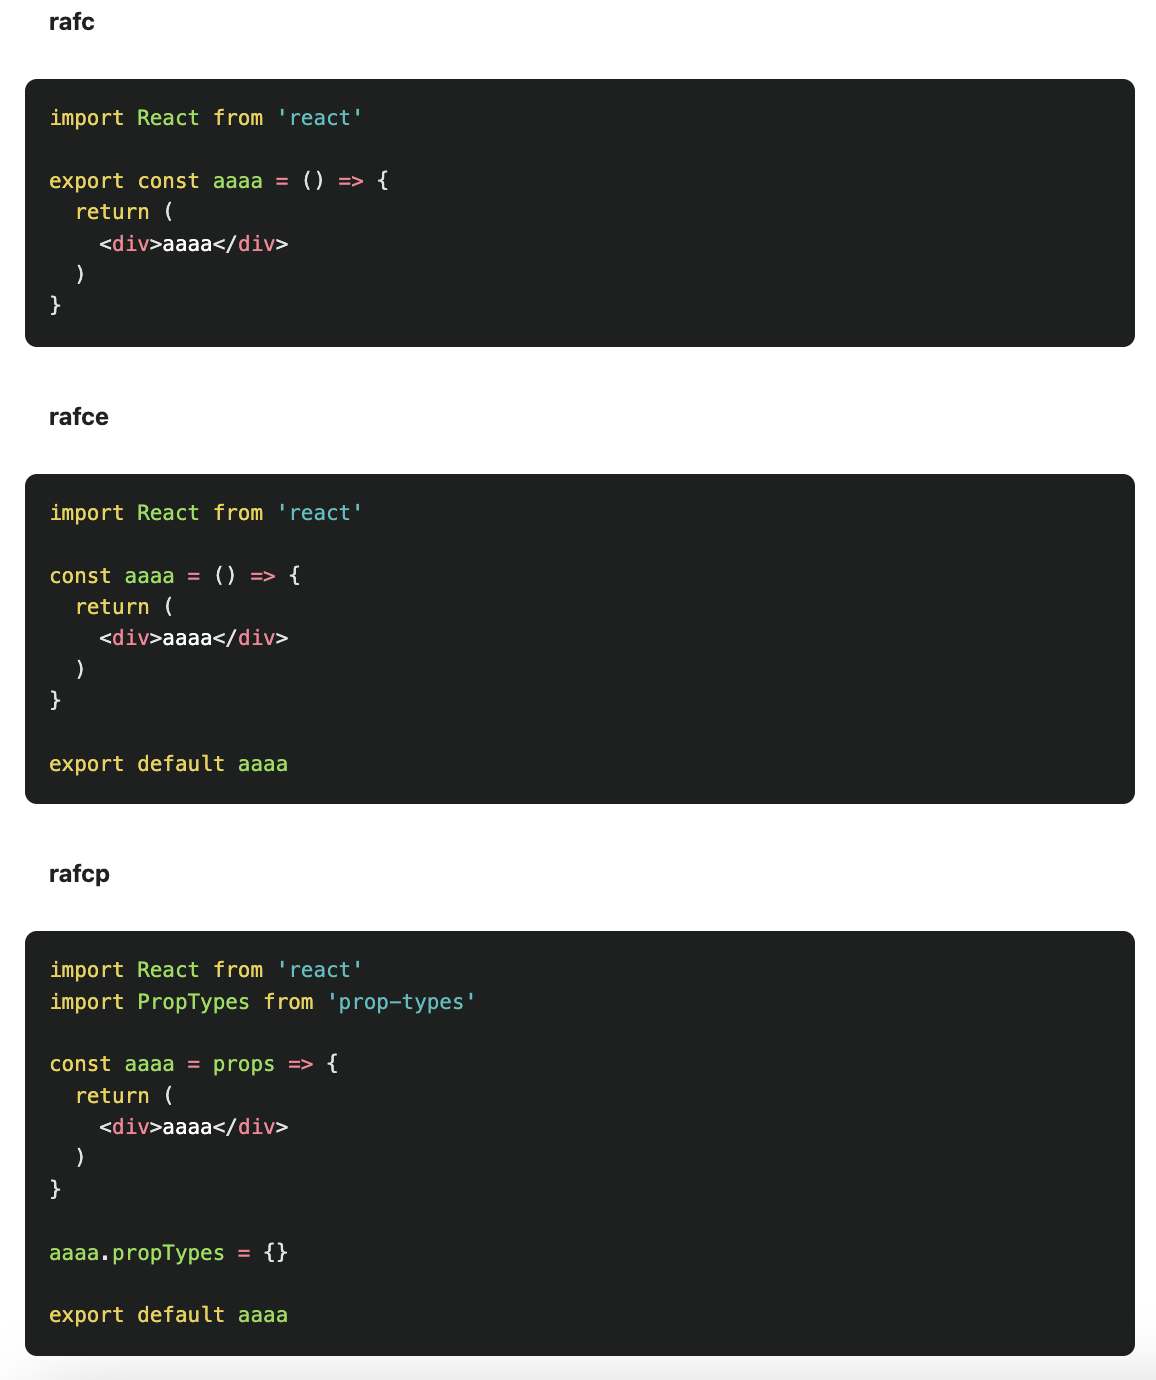 rafc
import React from 'react'
export const aaaa = () => {
  return (
    <div>aaaa</div>
  )
}
rafce
import React from 'react'
const aaaa = () => {
  return (
    <div>aaaa</div>
  )
}
export default aaaa
rafcp
import React from 'react'
import PropTypes from 'prop-types'
const aaaa = props => {
  return (
    <div>aaaa</div>
  )
}
aaaa.propTypes = {}
export default aaaa